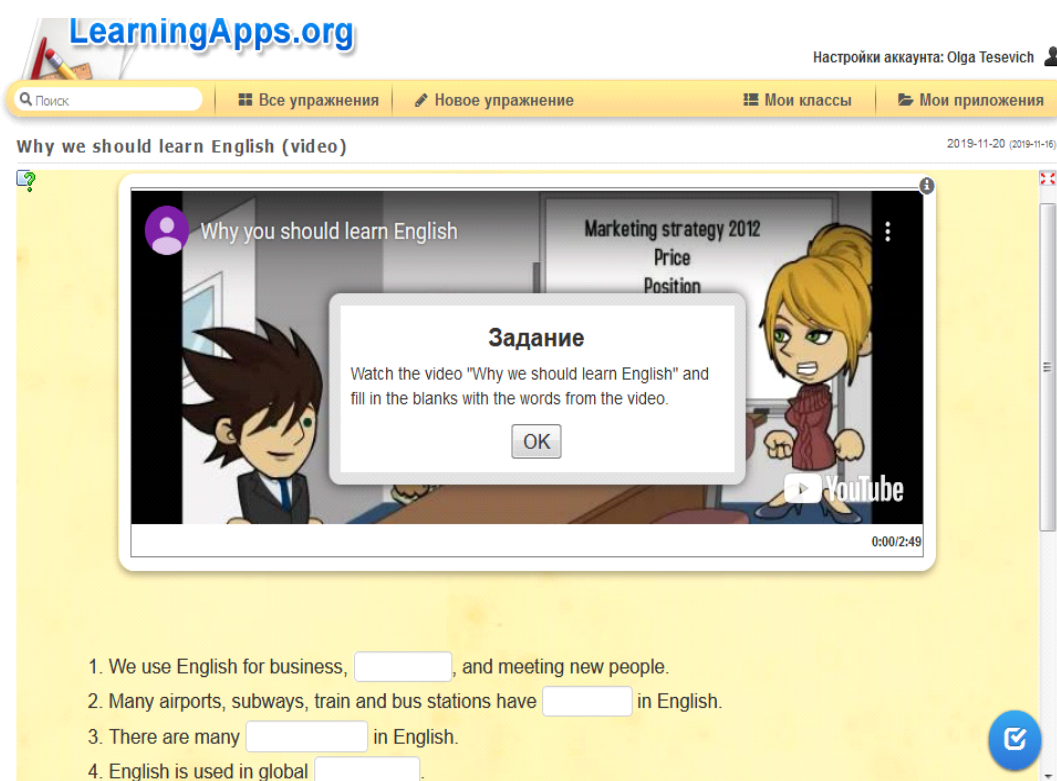 LearningApps.org
Настройки аккаунта: Olga Tesevich
Поиск
Все упражнения
Новое упражнение
Мои классы
Мои приложения
Why we should learn English (video)
2019-11-20 (2019-11-16)
Why you should learn English
Marketing strategy 2012
Price
Position
Задание
Watch the video "Why we should learn English" and
fill in the blanks with the words from the video.
OK
YouTube
0:00/2:49
1. We use English for business, , and meeting new people.
2. Many airports, subways, train and bus stations have in English.
3. There are many in English.
4. English is used in global .